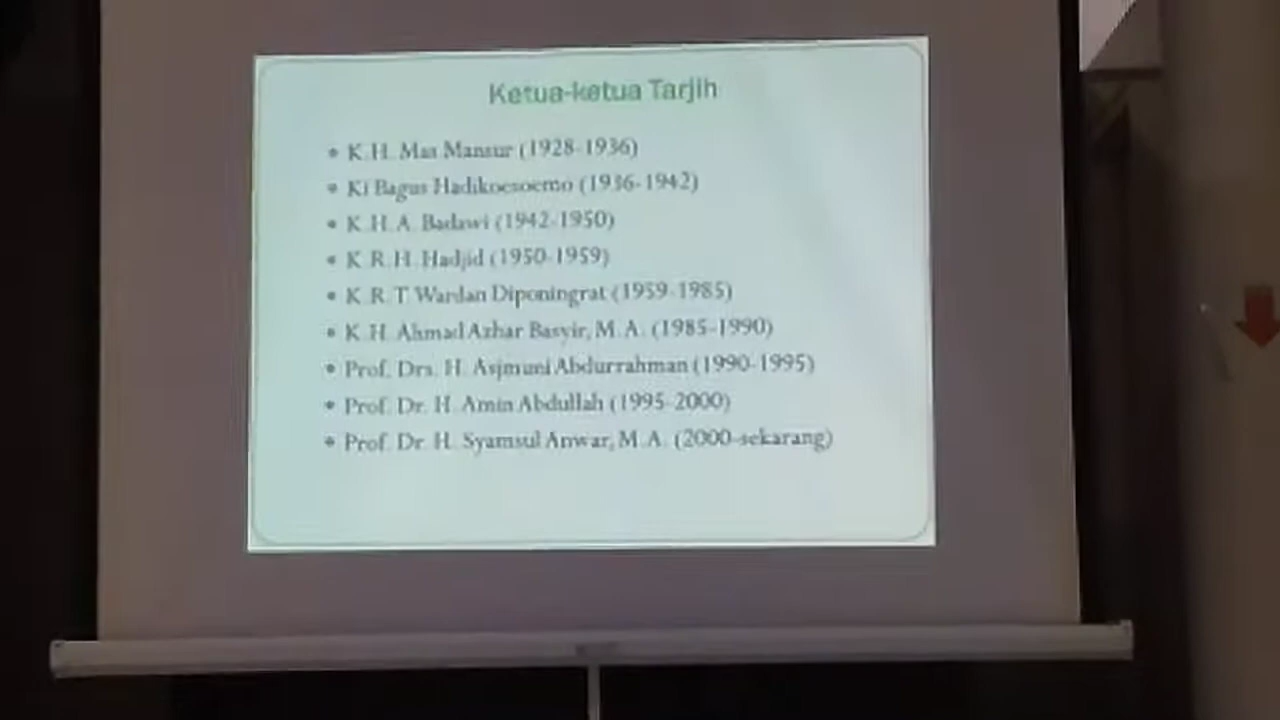 Ketua-ketua Tarjih
• K.H. Mas Mansur (1928-1936)
• Ki Bagus Hadikoesoemo (1936-1942)
• K.H.A. Badawi (1942-1950)
• K.R.H. Hadjid (1950-1959)
• K.R.T. Wardan Diponingrat (1959-1985)
• K.H. Ahmad Azhar Basyir, M.A. (1985-1990)
• Prof. Drs. H. Asjmuni Abdurrahman (1990-1995)
• Prof. Dr. H. Amin Abdullah (1995-2000)
• Prof. Dr. H. Syamsul Anwar, M.A. (2000-sekarang)